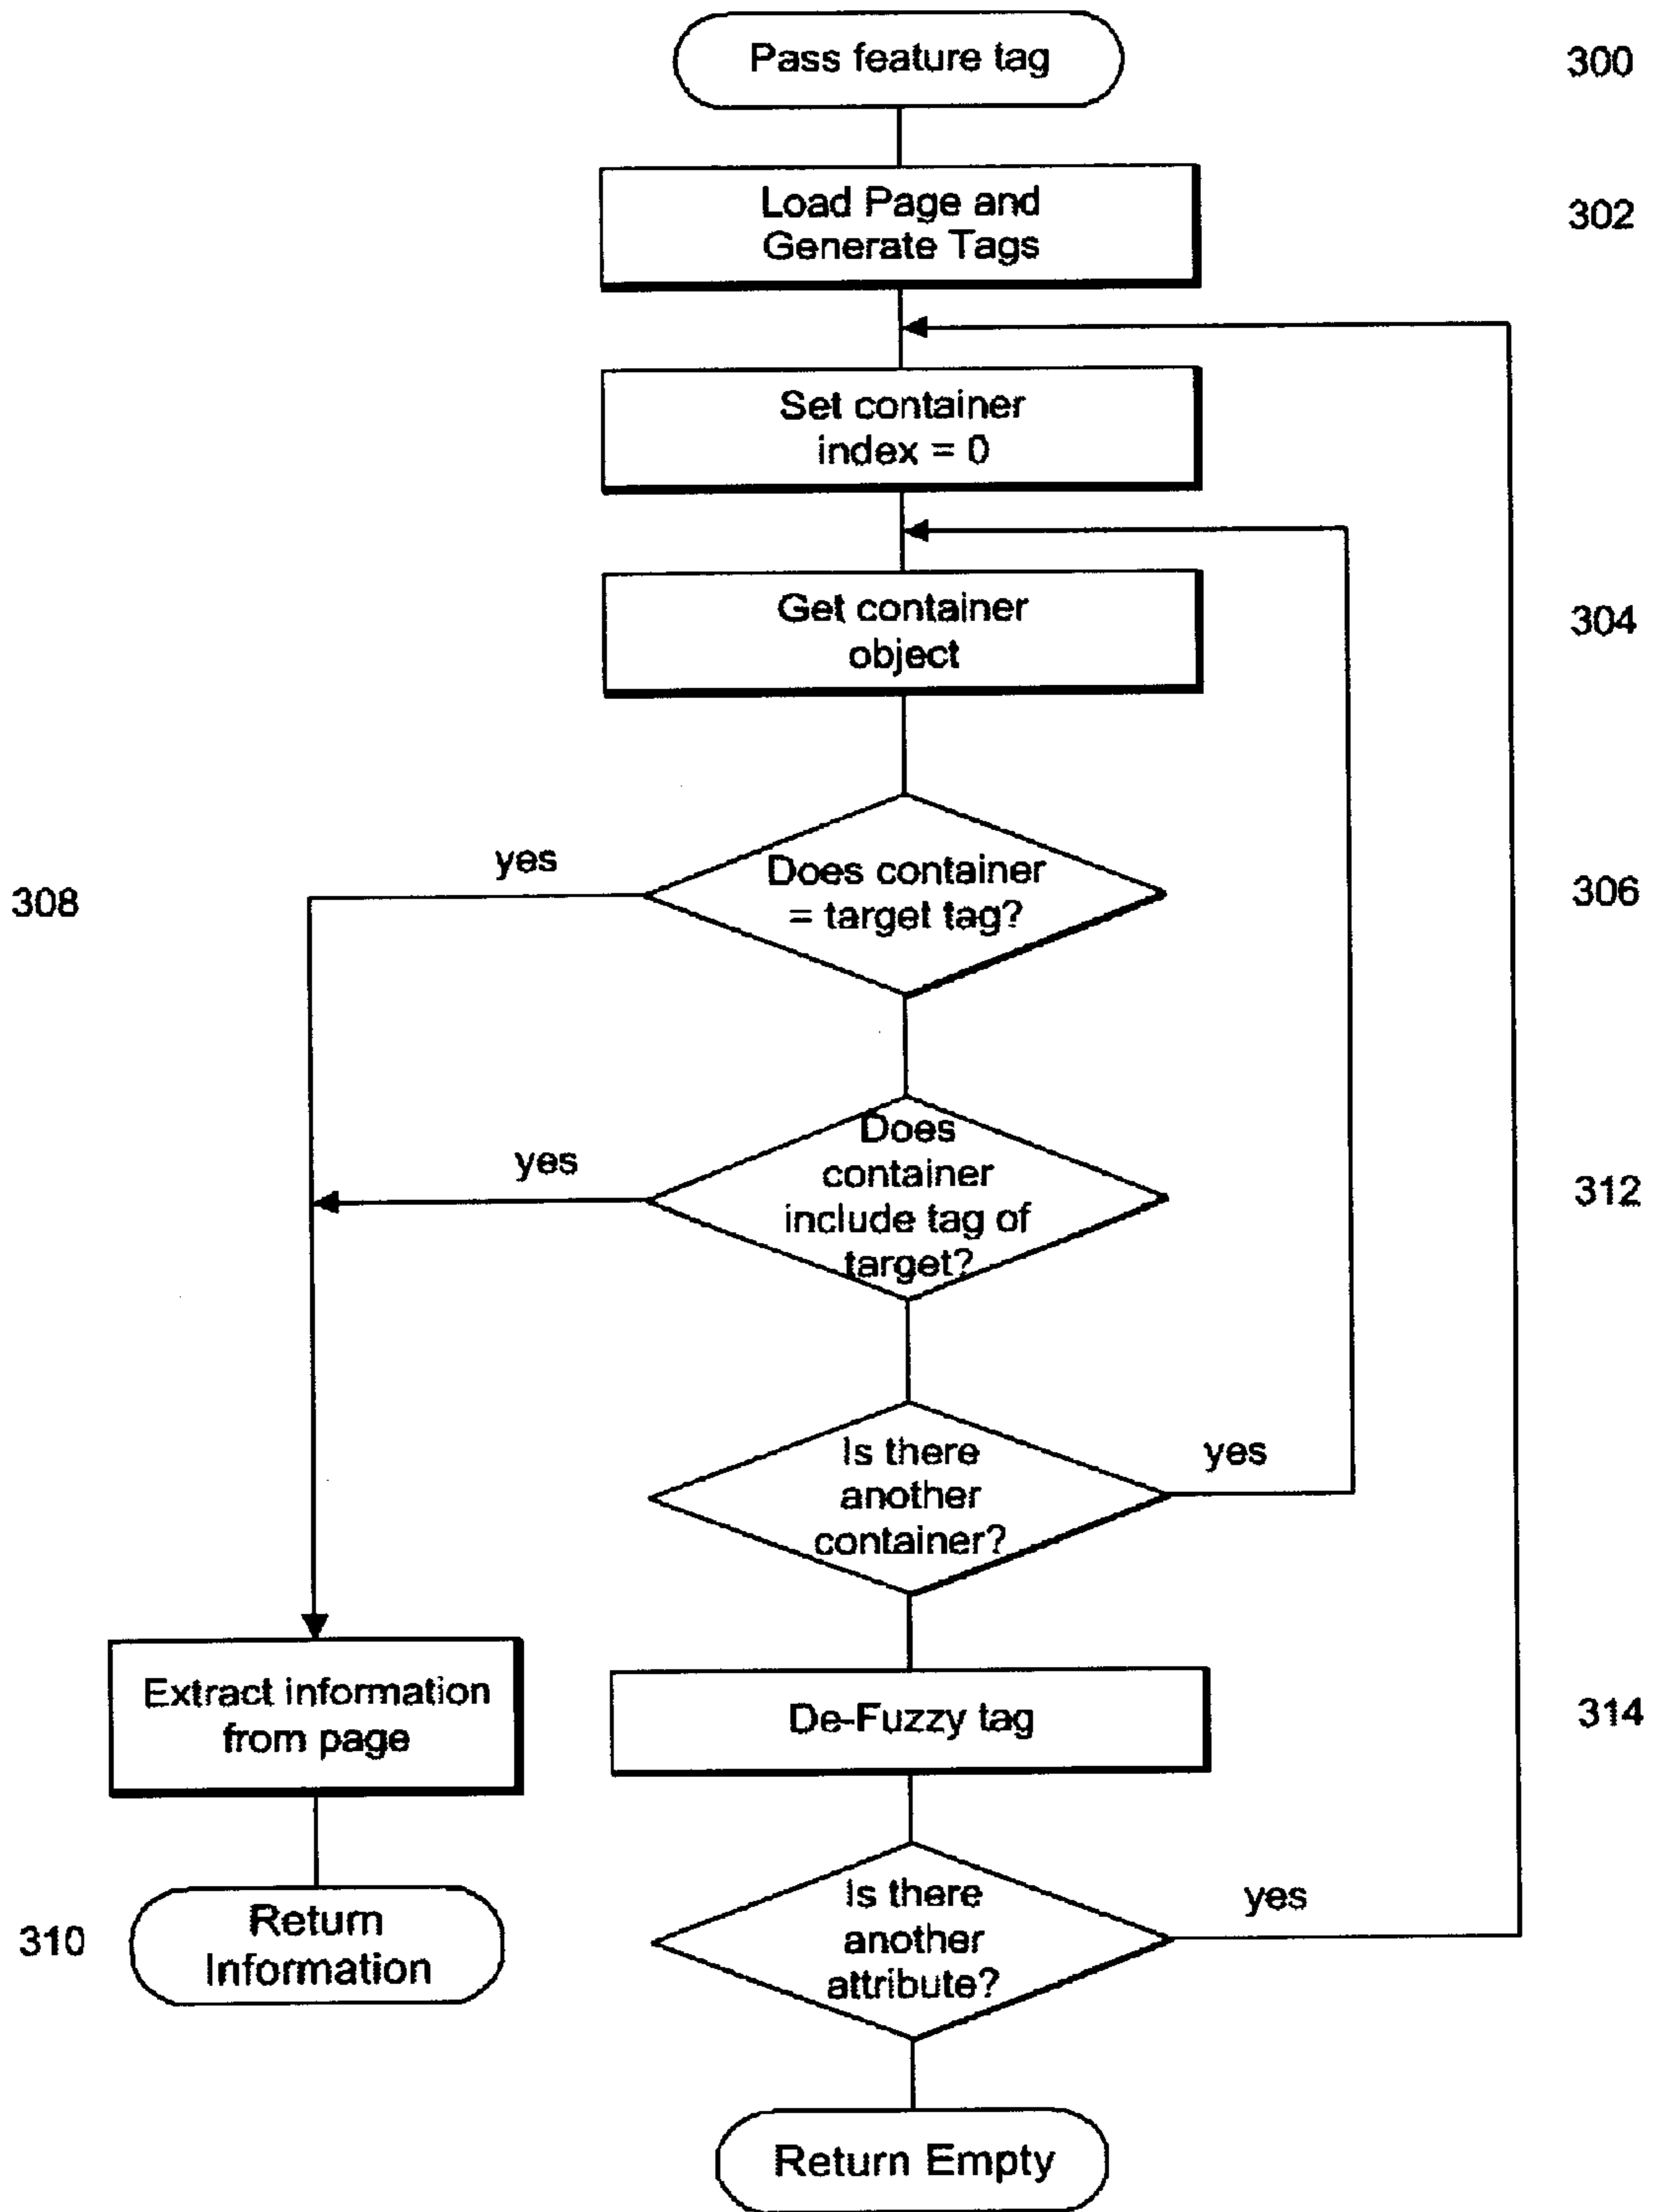 Pass feature tag
300
Load Page and
Generate Tags
302
Set container
index = 0
Get container
object
304
yes
Does container
= target tag?
308
306
yes
Does
container
include tag of
target?
312
Is there
another
container?
yes
Extract information
from page
De-Fuzzy tag
314
Is there
another
attribute?
yes
310
Return
Information
Return Empty